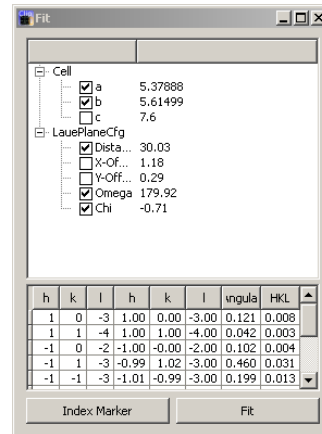 Fit
Cell
a 5.37888
b 5.61499
c 7.6
LauePlaneCfg
Dista... 30.03
X-Of... 1.18
Y-Off... 0.29
Omega 179.92
Chi -0.71
h k l h k l ngula HKL
1 0 -3 1.00 0.00 -3.00 0.121 0.008
1 1 -4 1.00 1.00 -4.00 0.042 0.003
-1 0 -2 -1.00 -0.00 -2.00 0.102 0.004
-1 1 -3 -0.99 1.02 -3.00 0.460 0.031
-1 -1 -3 -1.01 -0.99 -3.00 0.199 0.013
Index Marker Fit